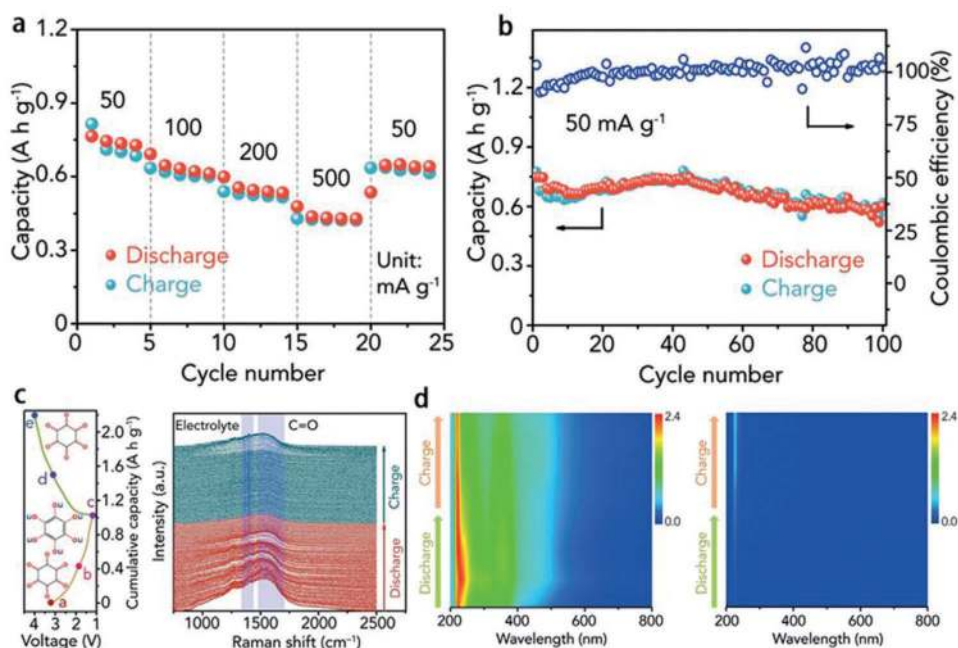 a
1.2
0.9
0.6
0.3
0
Capacity (A h g⁻¹)
50
100
200
500
50
Discharge
Charge
Unit:
mA g⁻¹
0 5 10 15 20 25
Cycle number
b
1.2
0.9
0.6
0.3
0
Capacity (A h g⁻¹)
50 mA g⁻¹
Discharge
Charge
100
75
50
25
0
Coulombic efficiency (%)
0 20 40 60 80 100
Cycle number
c
e
d
c
b
a
4 3 2 1
Voltage (V)
2.0
1.6
1.2
0.8
0.4
0
Cumulative capacity (A h g⁻¹)
Electrolyte C=O
Intensity (a.u.)
Charge
Discharge
1000 1500 2000 2500
Raman shift (cm⁻¹)
d
Charge
Discharge
2.4
0.0
200 400 600 800
Wavelength (nm)
Charge
Discharge
2.4
0.0
200 400 600 800
Wavelength (nm)